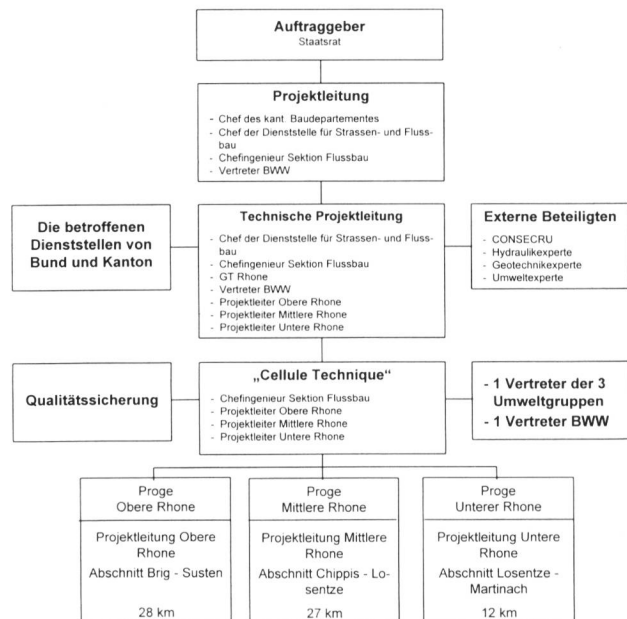 Auftraggeber
Staatsrat
Projektleitung
- Chef des kant. Baudepartementes
- Chef der Dienststelle für Strassen- und Fluss-
bau
- Chefingenieur Sektion Flussbau
- Vertreter BWW
Die betroffenen
Dienststellen von
Bund und Kanton
Technische Projektleitung
- Chef der Dienststelle für Strassen- und Fluss-
bau
- Chefingenieur Sektion Flussbau
- GT Rhone
- Vertreter BWW
- Projektleiter Obere Rhone
- Projektleiter Mittlere Rhone
- Projektleiter Untere Rhone
Externe Beteiligten
- CONSECRU
- Hydraulikexperte
- Geotechnikexperte
- Umweltexperte
Qualitätssicherung
„Cellule Technique“
- Chefingenieur Sektion Flussbau
- Projektleiter Obere Rhone
- Projektleiter Mittlere Rhone
- Projektleiter Untere Rhone
- 1 Vertreter der 3
Umweltgruppen
- 1 Vertreter BWW
Proge
Obere Rhone
Projektleitung Obere
Rhone
Abschnitt Brig - Susten
28 km
Proge
Mittlere Rhone
Projektleitung Mittlere
Rhone
Abschnitt Chippis - Lo-
sentze
27 km
Proge
Unterer Rhone
Projektleitung Untere
Rhone
Abschnitt Losentze -
Martinach
12 km